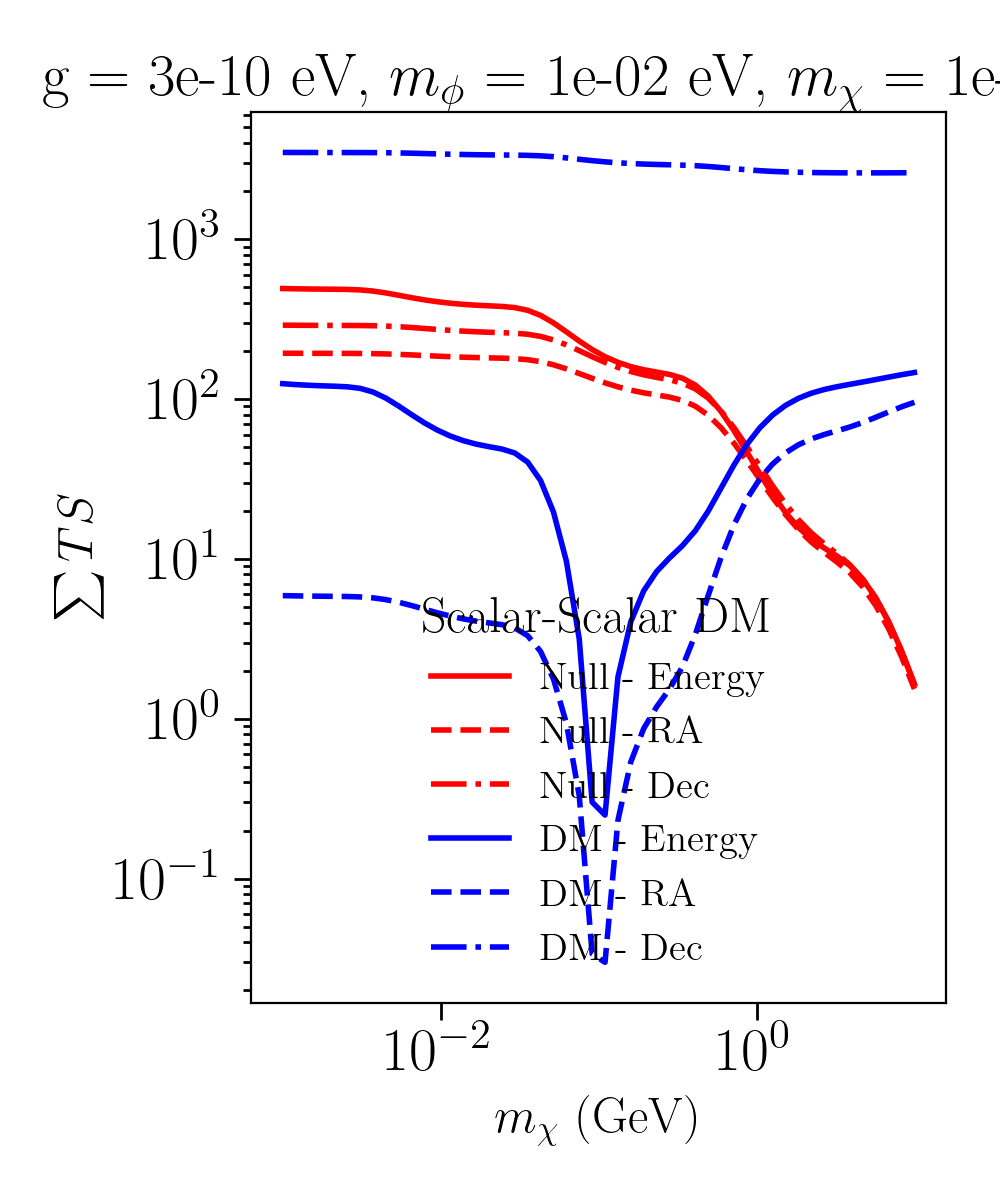 g = 3e-10 eV, $m_\phi$ = 1e-02 eV, $m_\chi$ = 1e-
$10^3$
$10^2$
$10^1$
$10^0$
$10^{-1}$
$\sum TS$
Scalar-Scalar DM
Null - Energy
Null - RA
Null - Dec
DM - Energy
DM - RA
DM - Dec
$10^{-2}$ $10^0$
$m_\chi$ (GeV)